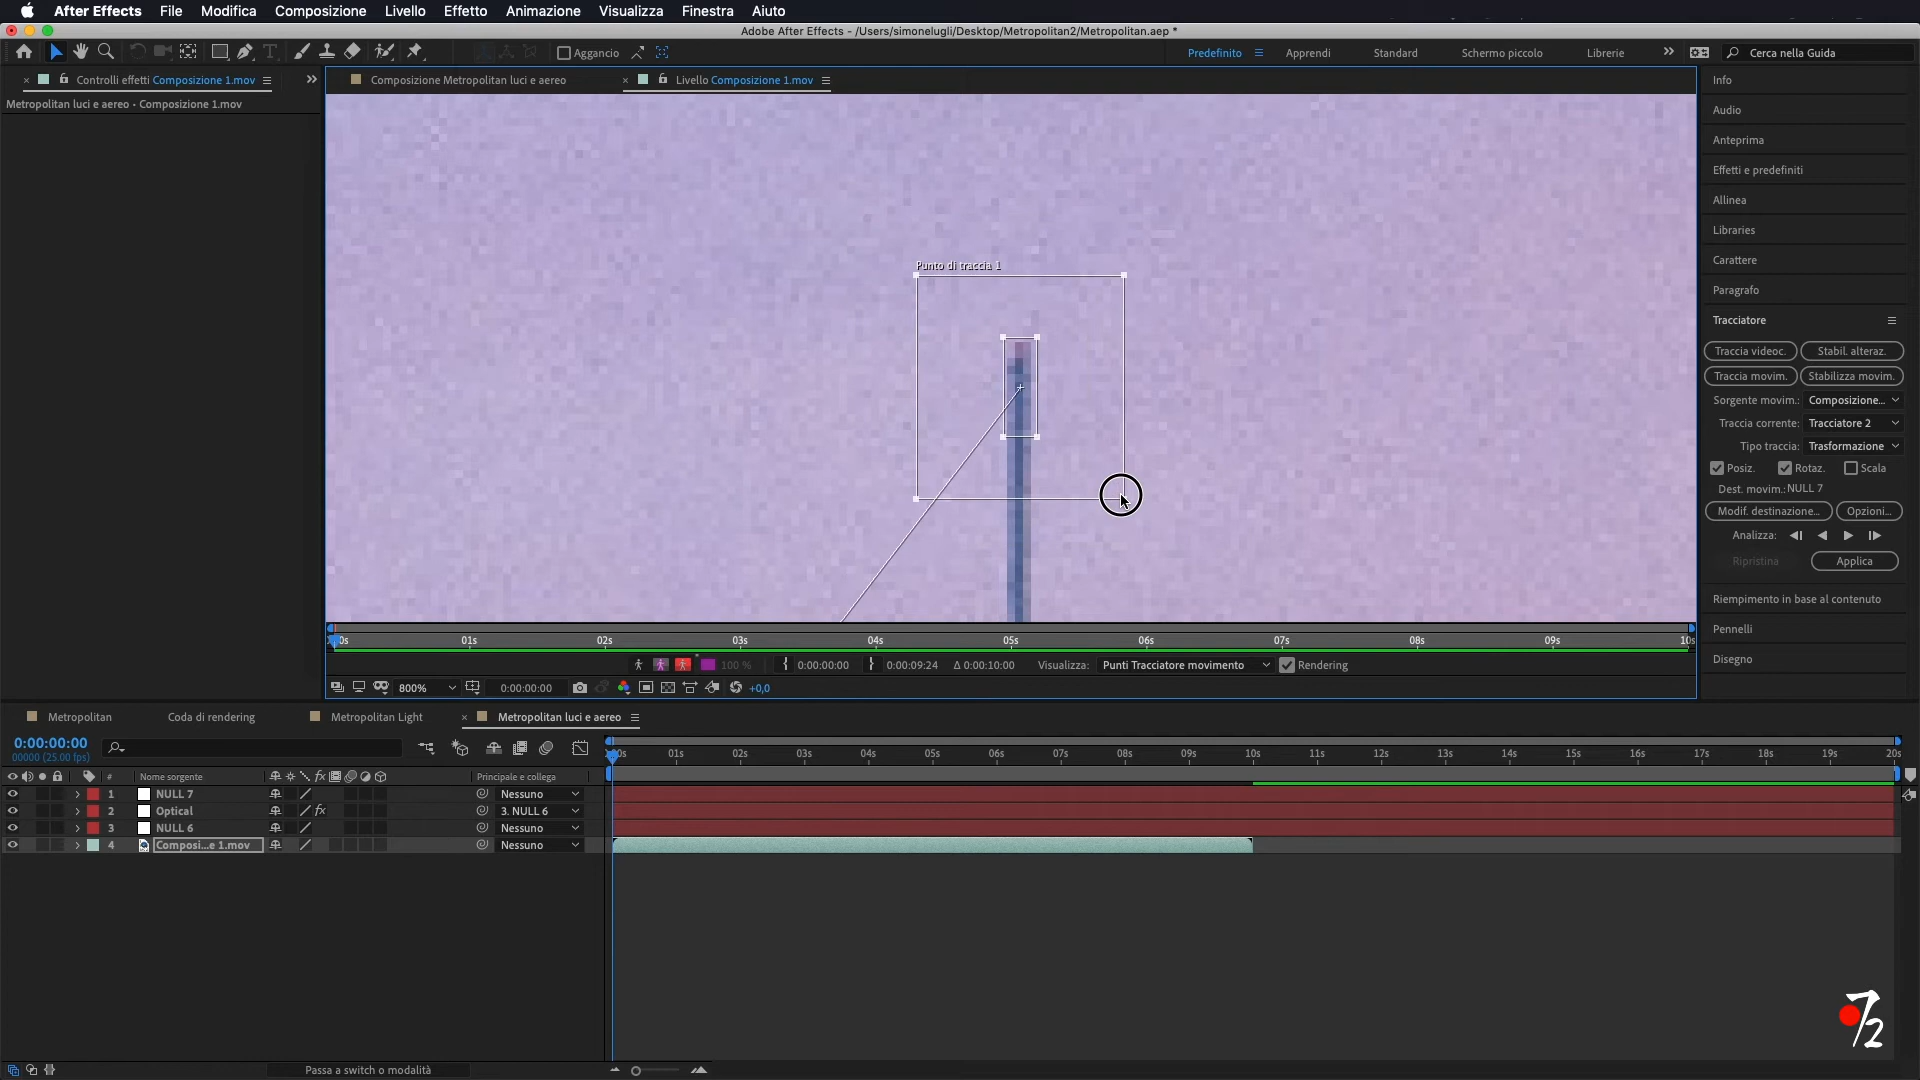 After Effects File Modifica Composizione Livello Effetto Animazione Visualizza Finestra Aiuto
Adobe After Effects - /Users/simonelugli/Desktop/Metropolitan2/Metropolitan.aep *
Aggancio
Predefinito Apprendi Standard Schermo piccolo Librerie Cerca nella Guida
Controlli effetti Composizione 1.mov
Metropolitan luci e aereo • Composizione 1.mov
Composizione Metropolitan luci e aereo
Livello Composizione 1.mov
Punto di traccia 1
Info
Audio
Anteprima
Effetti e predefiniti
Allinea
Libraries
Carattere
Paragrafo
Tracciatore
Traccia videoc. Stabil. alteraz.
Traccia movim. Stabilizza movim.
Sorgente movim.: Composizione...
Traccia corrente: Tracciatore 2
Tipo traccia: Trasformazione
Posiz. Rotaz. Scala
Dest. movim.: NULL 7
Modif. destinazione... Opzioni...
Analizza:
Ripristina Applica
Riempimento in base al contenuto
Pennelli
Disegno
0s 01s 02s 03s 04s 05s 06s 07s 08s 09s 10s
100 % 0:00:00:00 0:00:09:24 Δ 0:00:10:00 Visualizza: Punti Tracciatore movimento Rendering
800% 0:00:00:00 +0,0
Metropolitan Coda di rendering Metropolitan Light Metropolitan luci e aereo
0:00:00:00
00000 (25.00 fps)
00s 01s 02s 03s 04s 05s 06s 07s 08s 09s 10s 11s 12s 13s 14s 15s 16s 17s 18s 19s 20s
# Nome sorgente fx Principale e collega
1 NULL 7 Nessuno
2 Optical fx 3. NULL 6
3 NULL 6 Nessuno
4 Composi...e 1.mov Nessuno
Passa a switch o modalità
7/2